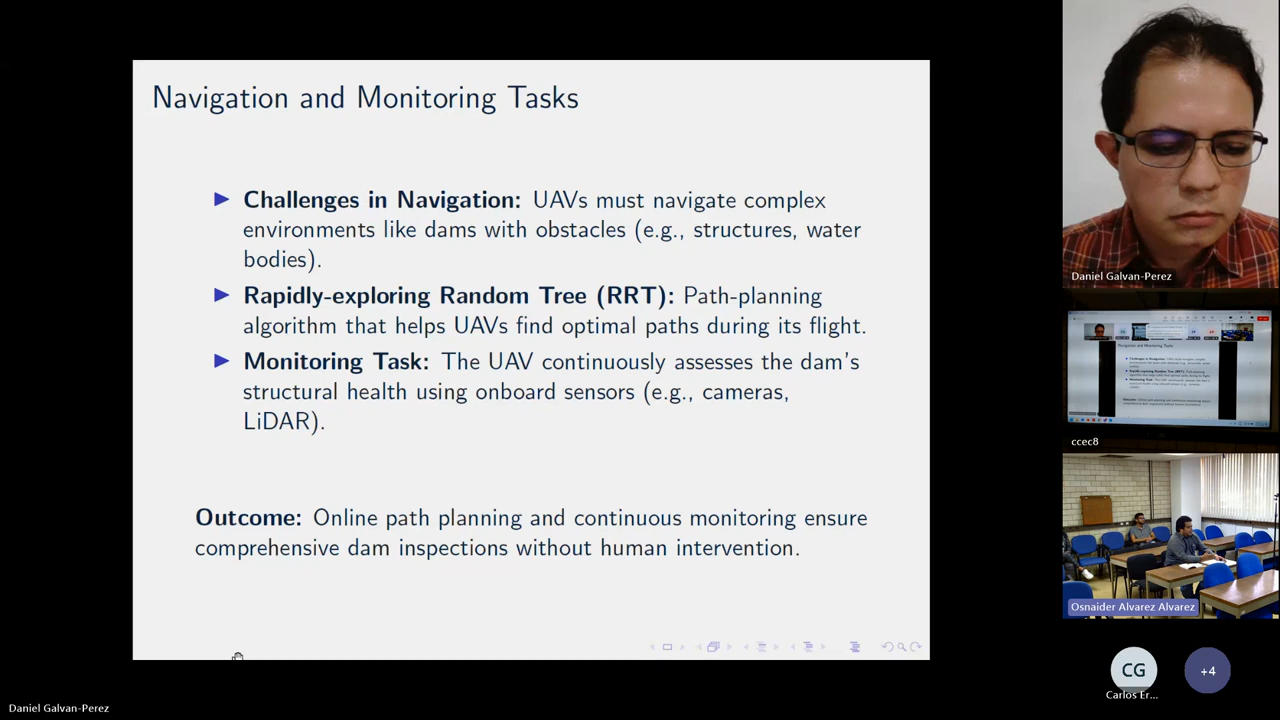 Navigation and Monitoring Tasks
Challenges in Navigation: UAVs must navigate complex
environments like dams with obstacles (e.g., structures, water
bodies).
Rapidly-exploring Random Tree (RRT): Path-planning
algorithm that helps UAVs find optimal paths during its flight.
Monitoring Task: The UAV continuously assesses the dam's
structural health using onboard sensors (e.g., cameras,
LiDAR).
Outcome: Online path planning and continuous monitoring ensure
comprehensive dam inspections without human intervention.
Daniel Galvan-Perez
Navigation and Monitoring Tasks
ccec8
Osnaider Alvarez Alvarez
CG
+4
Carlos Er...
Daniel Galvan-Perez